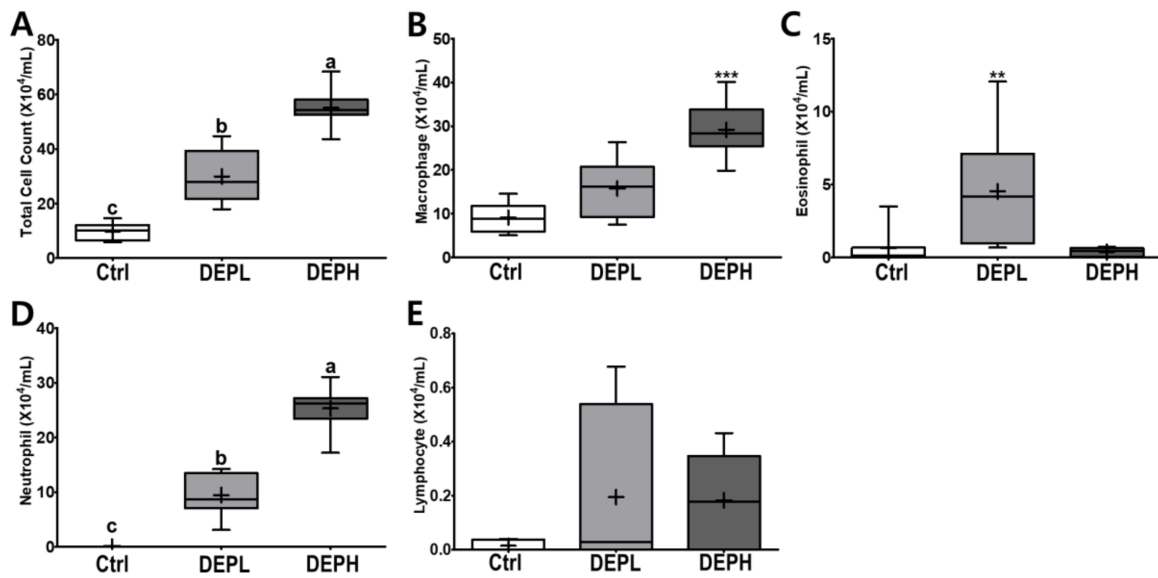 A
Total Cell Count (X10⁴/mL)
80
60
40
20
0
c
b
a
Ctrl DEPL DEPH
B
Macrophage (X10⁴/mL)
50
40
30
20
10
0
***
Ctrl DEPL DEPH
C
Eosinophil (X10⁴/mL)
15
10
5
0
**
Ctrl DEPL DEPH
D
Neutrophil (X10⁴/mL)
40
30
20
10
0
c
b
a
Ctrl DEPL DEPH
E
Lymphocyte (X10⁴/mL)
0.8
0.6
0.4
0.2
0.0
Ctrl DEPL DEPH